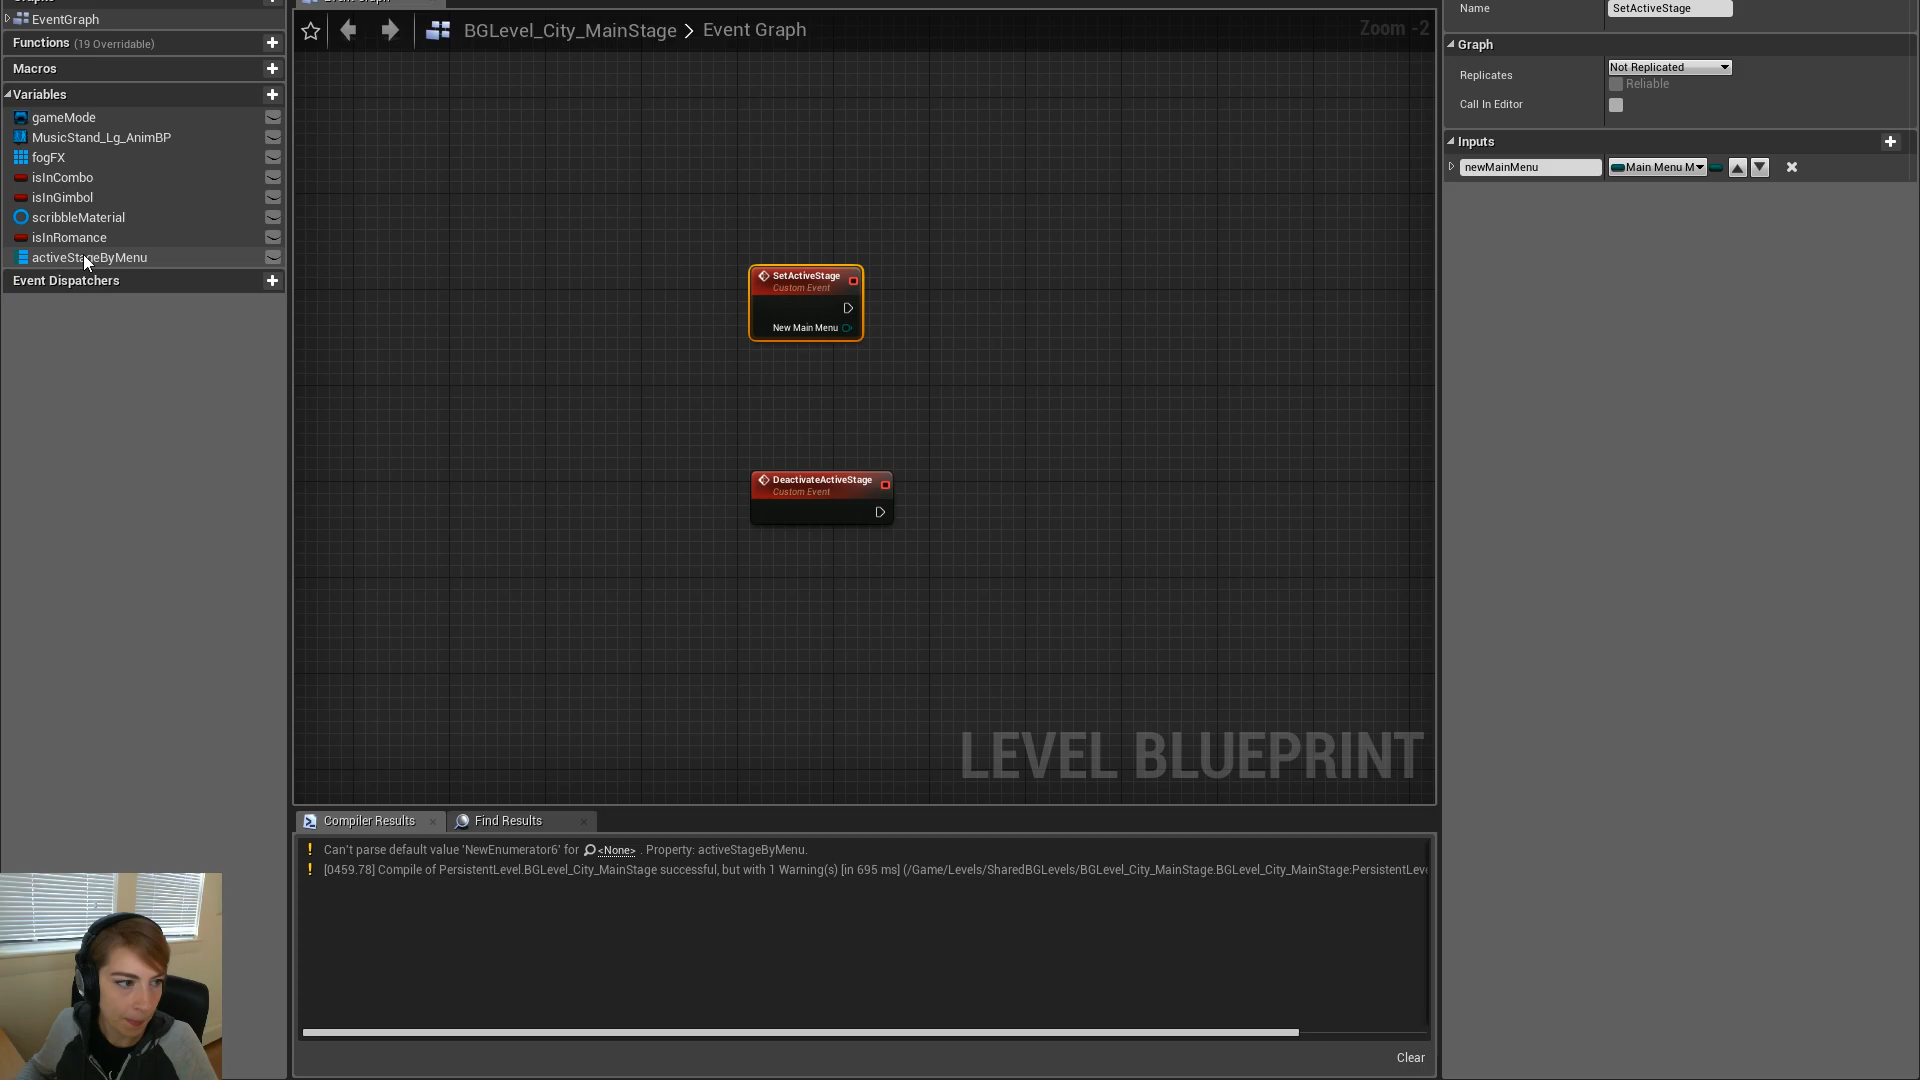 EventGraph
Functions (19 Overridable)
Macros
Variables
gameMode
MusicStand_Lg_AnimBP
fogFX
isInCombo
isInGimbol
scribbleMaterial
isInRomance
activeStageByMenu
Event Dispatchers
BGLevel_City_MainStage > Event Graph
Zoom -2
SetActiveStage
Custom Event
New Main Menu
DeactivateActiveStage
Custom Event
LEVEL BLUEPRINT
Compiler Results
Find Results
Can't parse default value 'NewEnumerator6' for <None> . Property: activeStageByMenu.
[0459.78] Compile of PersistentLevel.BGLevel_City_MainStage successful, but with 1 Warning(s) [in 695 ms] (/Game/Levels/SharedBGLevels/BGLevel_City_MainStage.BGLevel_City_MainStage:PersistentLev
Clear
Name
SetActiveStage
Graph
Replicates
Not Replicated
Reliable
Call In Editor
Inputs
newMainMenu
Main Menu M